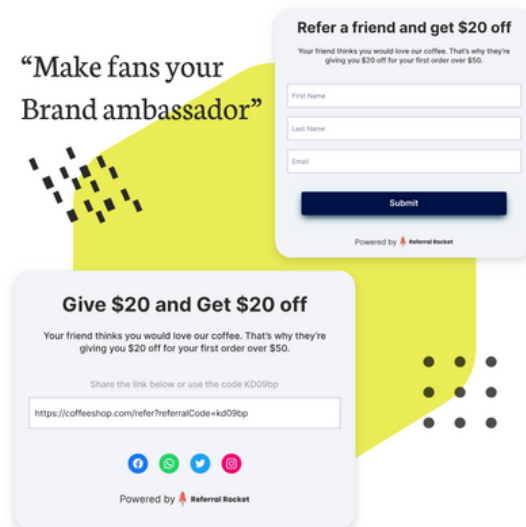 “Make fans your
Brand ambassador”
Refer a friend and get $20 off
Your friend thinks you would love our coffee. That's why they're
giving you $20 off for your first order over $50.
First Name
Last Name
Email
Submit
Powered by Referral Rocket
Give $20 and Get $20 off
Your friend thinks you would love our coffee. That's why they're
giving you $20 off for your first order over $50.
Share the link below or use the code KD09bp
https://coffeeshop.com/refer?referralCode=kd09bp
Powered by Referral Rocket